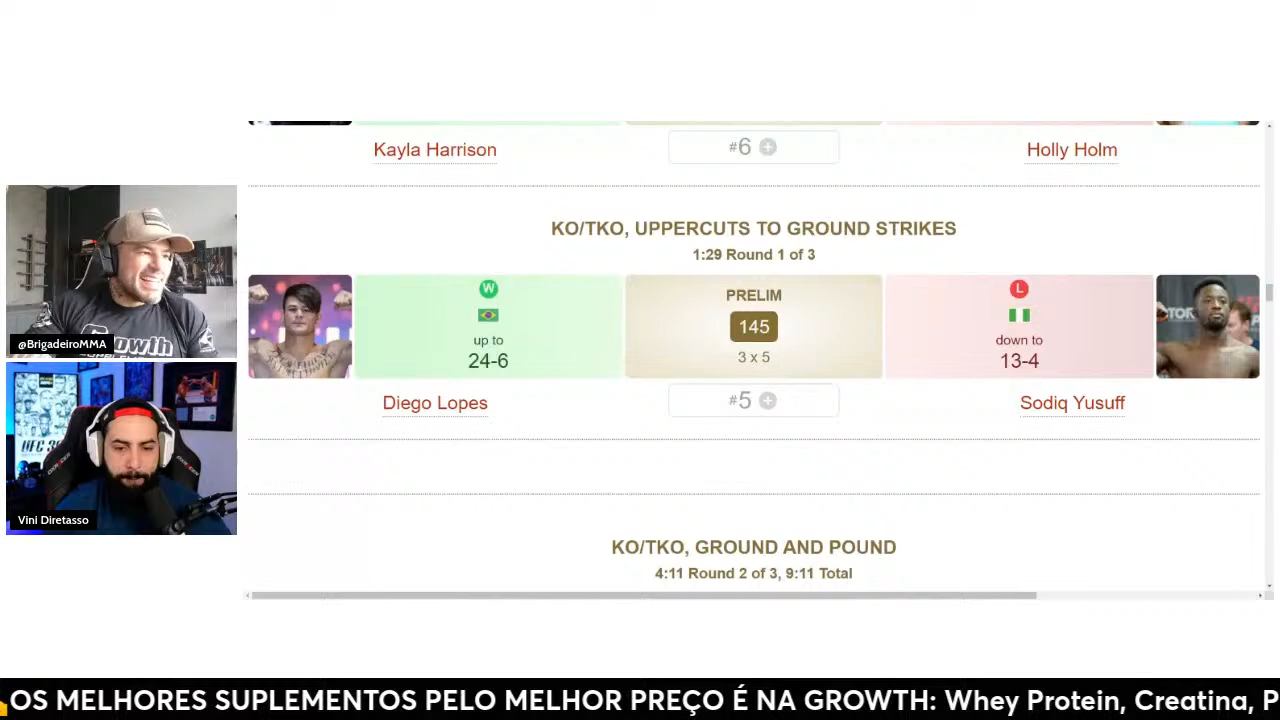 Kayla Harrison
#6
Holly Holm
KO/TKO, UPPERCUTS TO GROUND STRIKES
1:29 Round 1 of 3
W
up to
24-6
PRELIM
145
3 x 5
L
down to
13-4
Diego Lopes
#5
Sodiq Yusuff
KO/TKO, GROUND AND POUND
4:11 Round 2 of 3, 9:11 Total
Growth
@BrigadeiroMMA
UFC
Vini Diretasso
OS MELHORES SUPLEMENTOS PELO MELHOR PREÇO É NA GROWTH: Whey Protein, Creatina, P